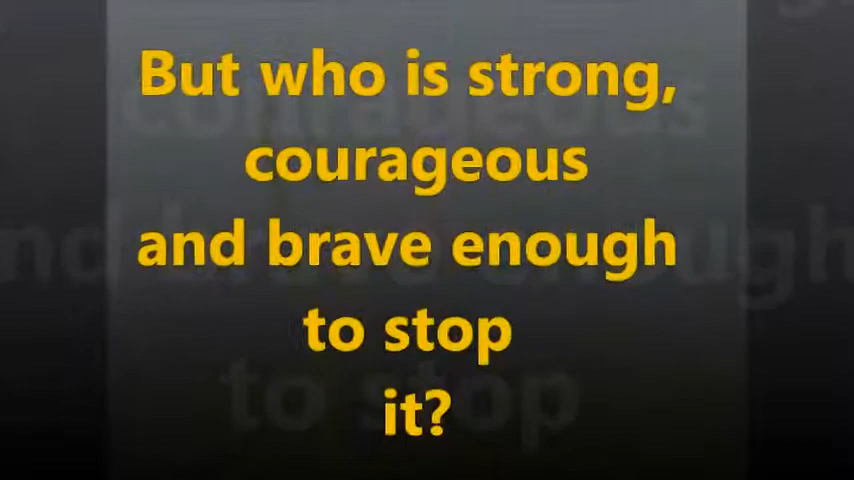 But who is strong,
courageous
and brave enough
to stop
it?